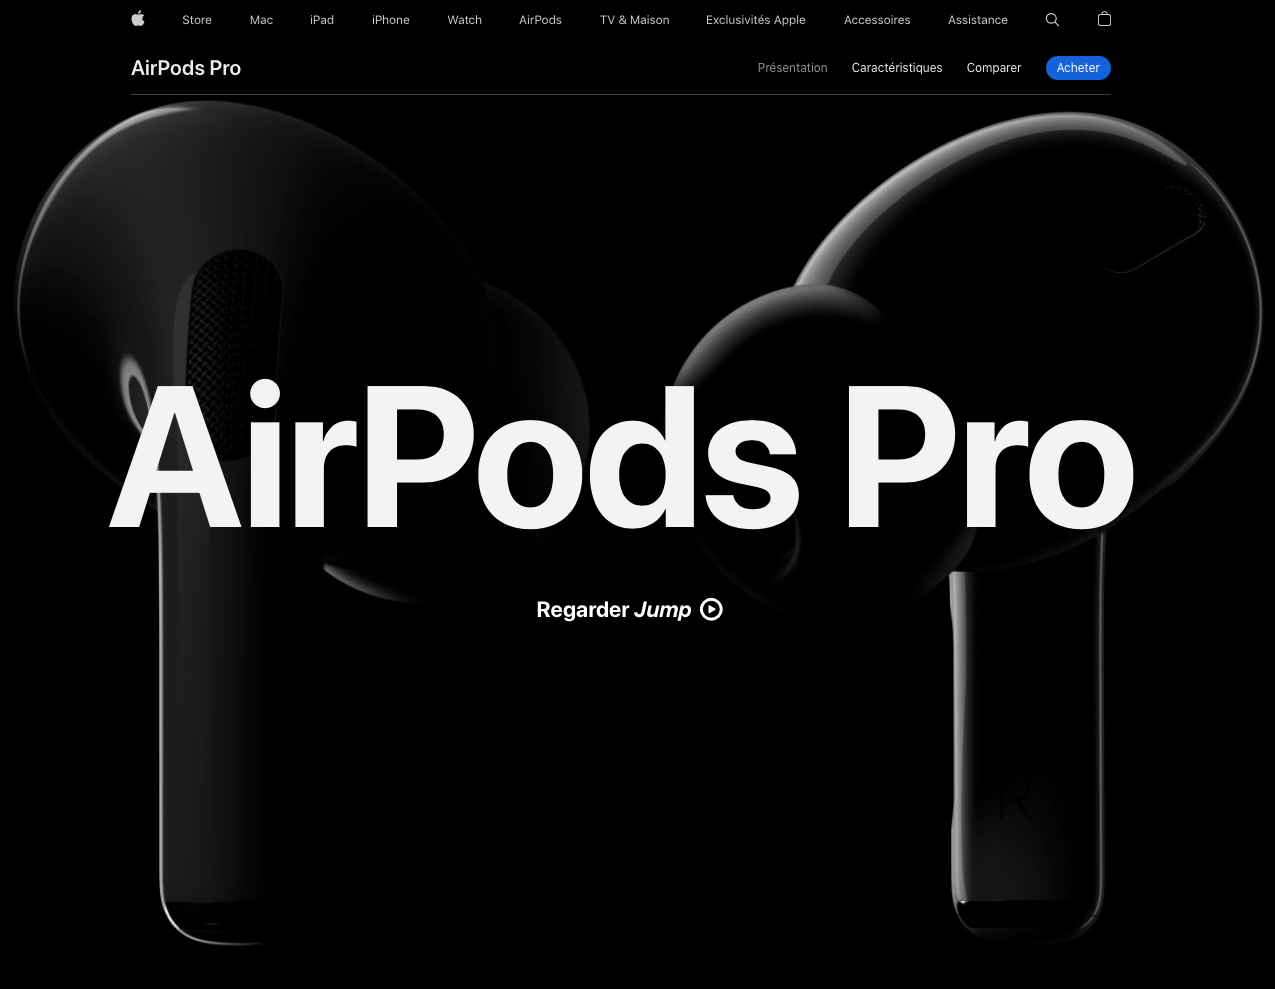 Store Mac iPad iPhone Watch AirPods TV & Maison Exclusivités Apple Accessoires Assistance
AirPods Pro Présentation Caractéristiques Comparer Acheter
AirPods Pro
Regarder Jump
R